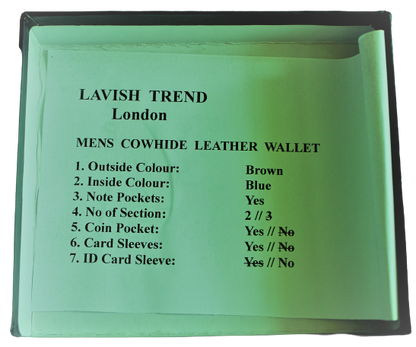 LAVISH TREND
London
MENS COWHIDE LEATHER WALLET
1. Outside Colour: Brown
2. Inside Colour: Blue
3. Note Pockets: Yes
4. No of Section: 2 // 3
5. Coin Pocket: Yes // No
6. Card Sleeves: Yes // No
7. ID Card Sleeve: Yes // No